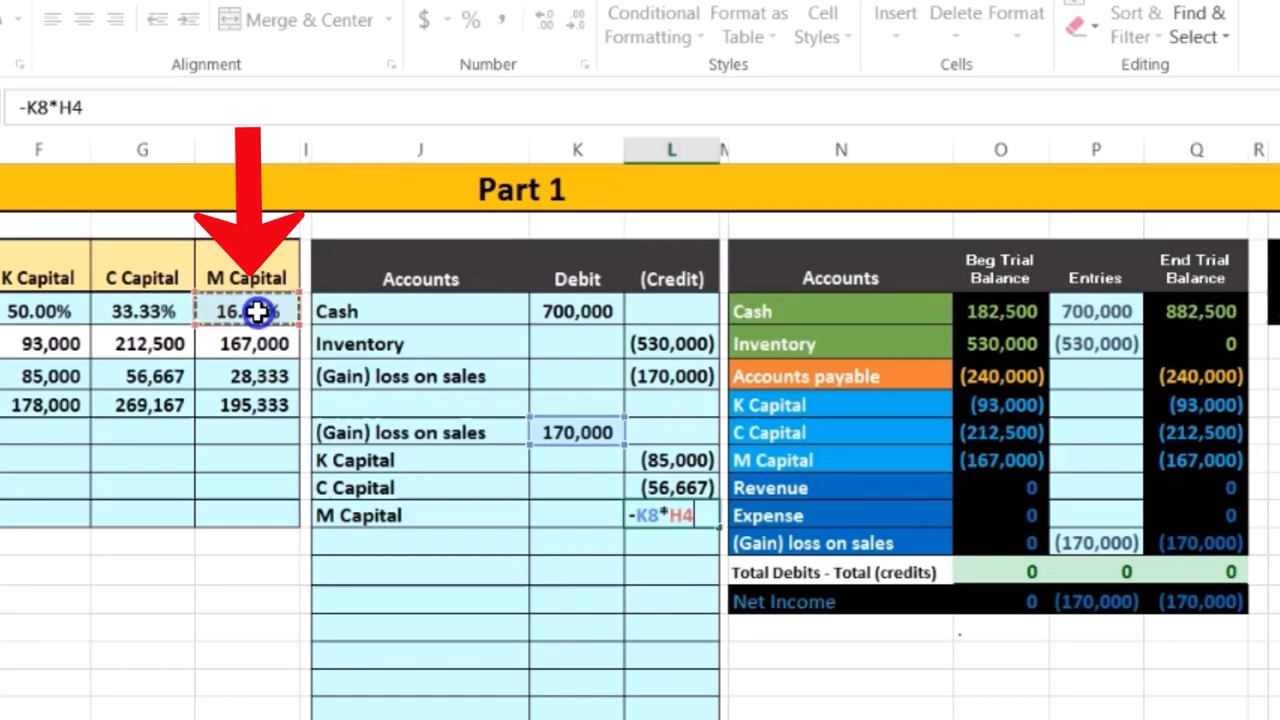 Merge & Center $ % ,
Conditional Formatting
Format as Table
Cell Styles
Insert Delete Format
Sort & Filter
Find & Select
Alignment Number Styles Cells Editing
-K8*H4
F G I J K L M N O P Q R
Part 1
K Capital C Capital M Capital Accounts Debit (Credit) Accounts Beg Trial Balance Entries End Trial Balance
50.00% 33.33% Cash 700,000 Cash 182,500 700,000 882,500
93,000 212,500 167,000 Inventory (530,000) Inventory 530,000 (530,000) 0
85,000 56,667 28,333 (Gain) loss on sales (170,000) Accounts payable (240,000) (240,000)
178,000 269,167 195,333 K Capital (93,000) (93,000)
(Gain) loss on sales 170,000 C Capital (212,500) (212,500)
K Capital (85,000) M Capital (167,000) (167,000)
C Capital (56,667) Revenue 0 0
M Capital -K8*H4 Expense 0 0
(Gain) loss on sales 0 (170,000) (170,000)
Total Debits - Total (credits) 0 0 0
Net Income 0 (170,000) (170,000)